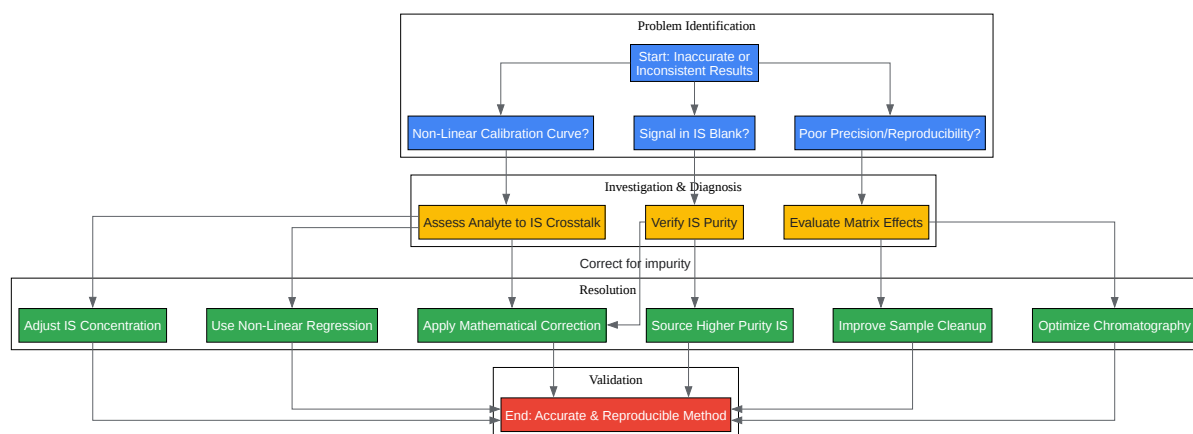 Problem Identification
Start: Inaccurate or
Inconsistent Results
Non-Linear Calibration Curve?
Signal in IS Blank?
Poor Precision/Reproducibility?
Investigation & Diagnosis
Assess Analyte to IS Crosstalk
Verify IS Purity
Evaluate Matrix Effects
Correct for impurity
Resolution
Adjust IS Concentration
Use Non-Linear Regression
Apply Mathematical Correction
Source Higher Purity IS
Improve Sample Cleanup
Optimize Chromatography
Validation
End: Accurate & Reproducible Method